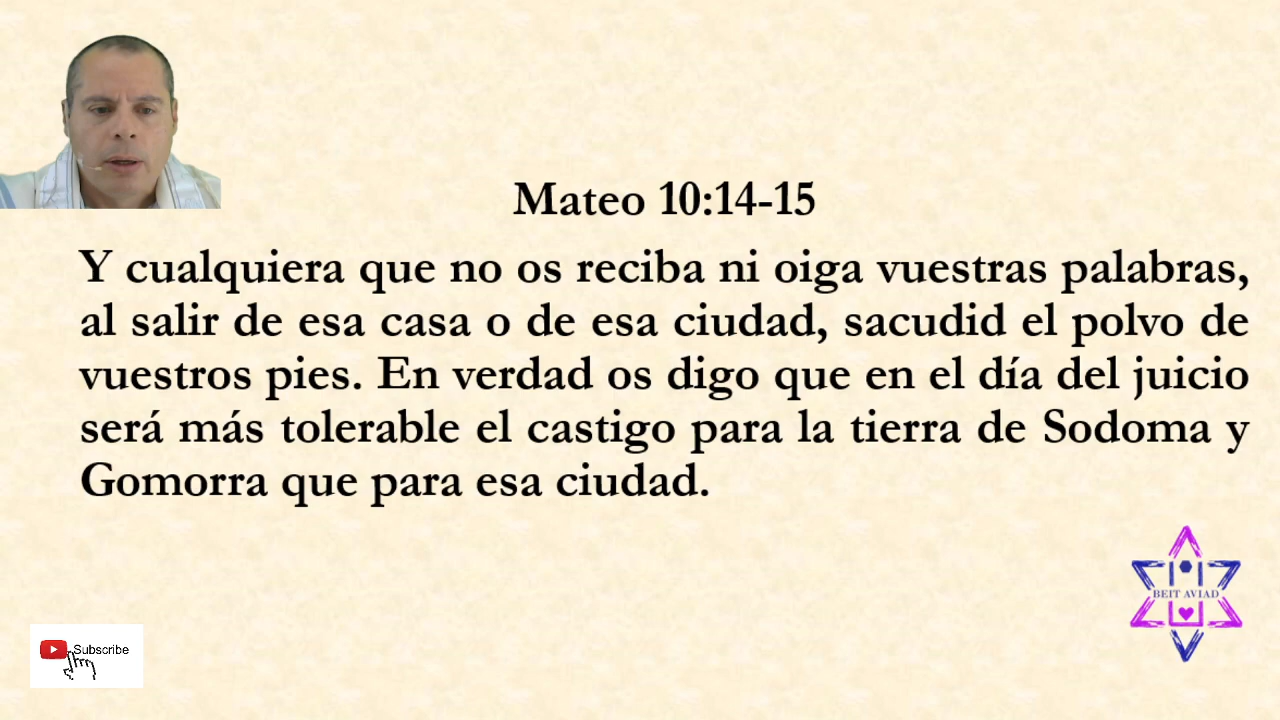 Mateo 10:14-15
Y cualquiera que no os reciba ni oiga vuestras palabras,
al salir de esa casa o de esa ciudad, sacudid el polvo de
vuestros pies. En verdad os digo que en el día del juicio
será más tolerable el castigo para la tierra de Sodoma y
Gomorra que para esa ciudad.
BEIT AVIAD
Subscribe